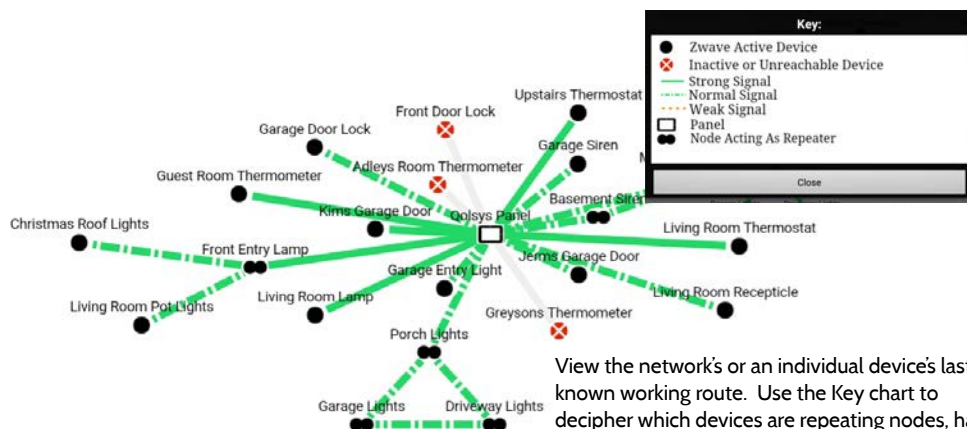 Key:
Zwave Active Device
Inactive or Unreachable Device
Strong Signal
Normal Signal
Weak Signal
Panel
Node Acting As Repeater
Close
Upstairs Thermostat
Front Door Lock
Garage Door Lock
Garage Siren
Adleys Room Thermometer
Guest Room Thermometer
Basement Siren
Kims Garage Door
Qolsys Panel
Christmas Roof Lights
Living Room Thermostat
Front Entry Lamp
Jerms Garage Door
Garage Entry Light
Living Room Recepticle
Living Room Pot Lights
Living Room Lamp
Greysons Thermometer
Porch Lights
Garage Lights
Driveway Lights
View the network's or an individual device's last
known working route. Use the Key chart to
decipher which devices are repeating nodes, ha